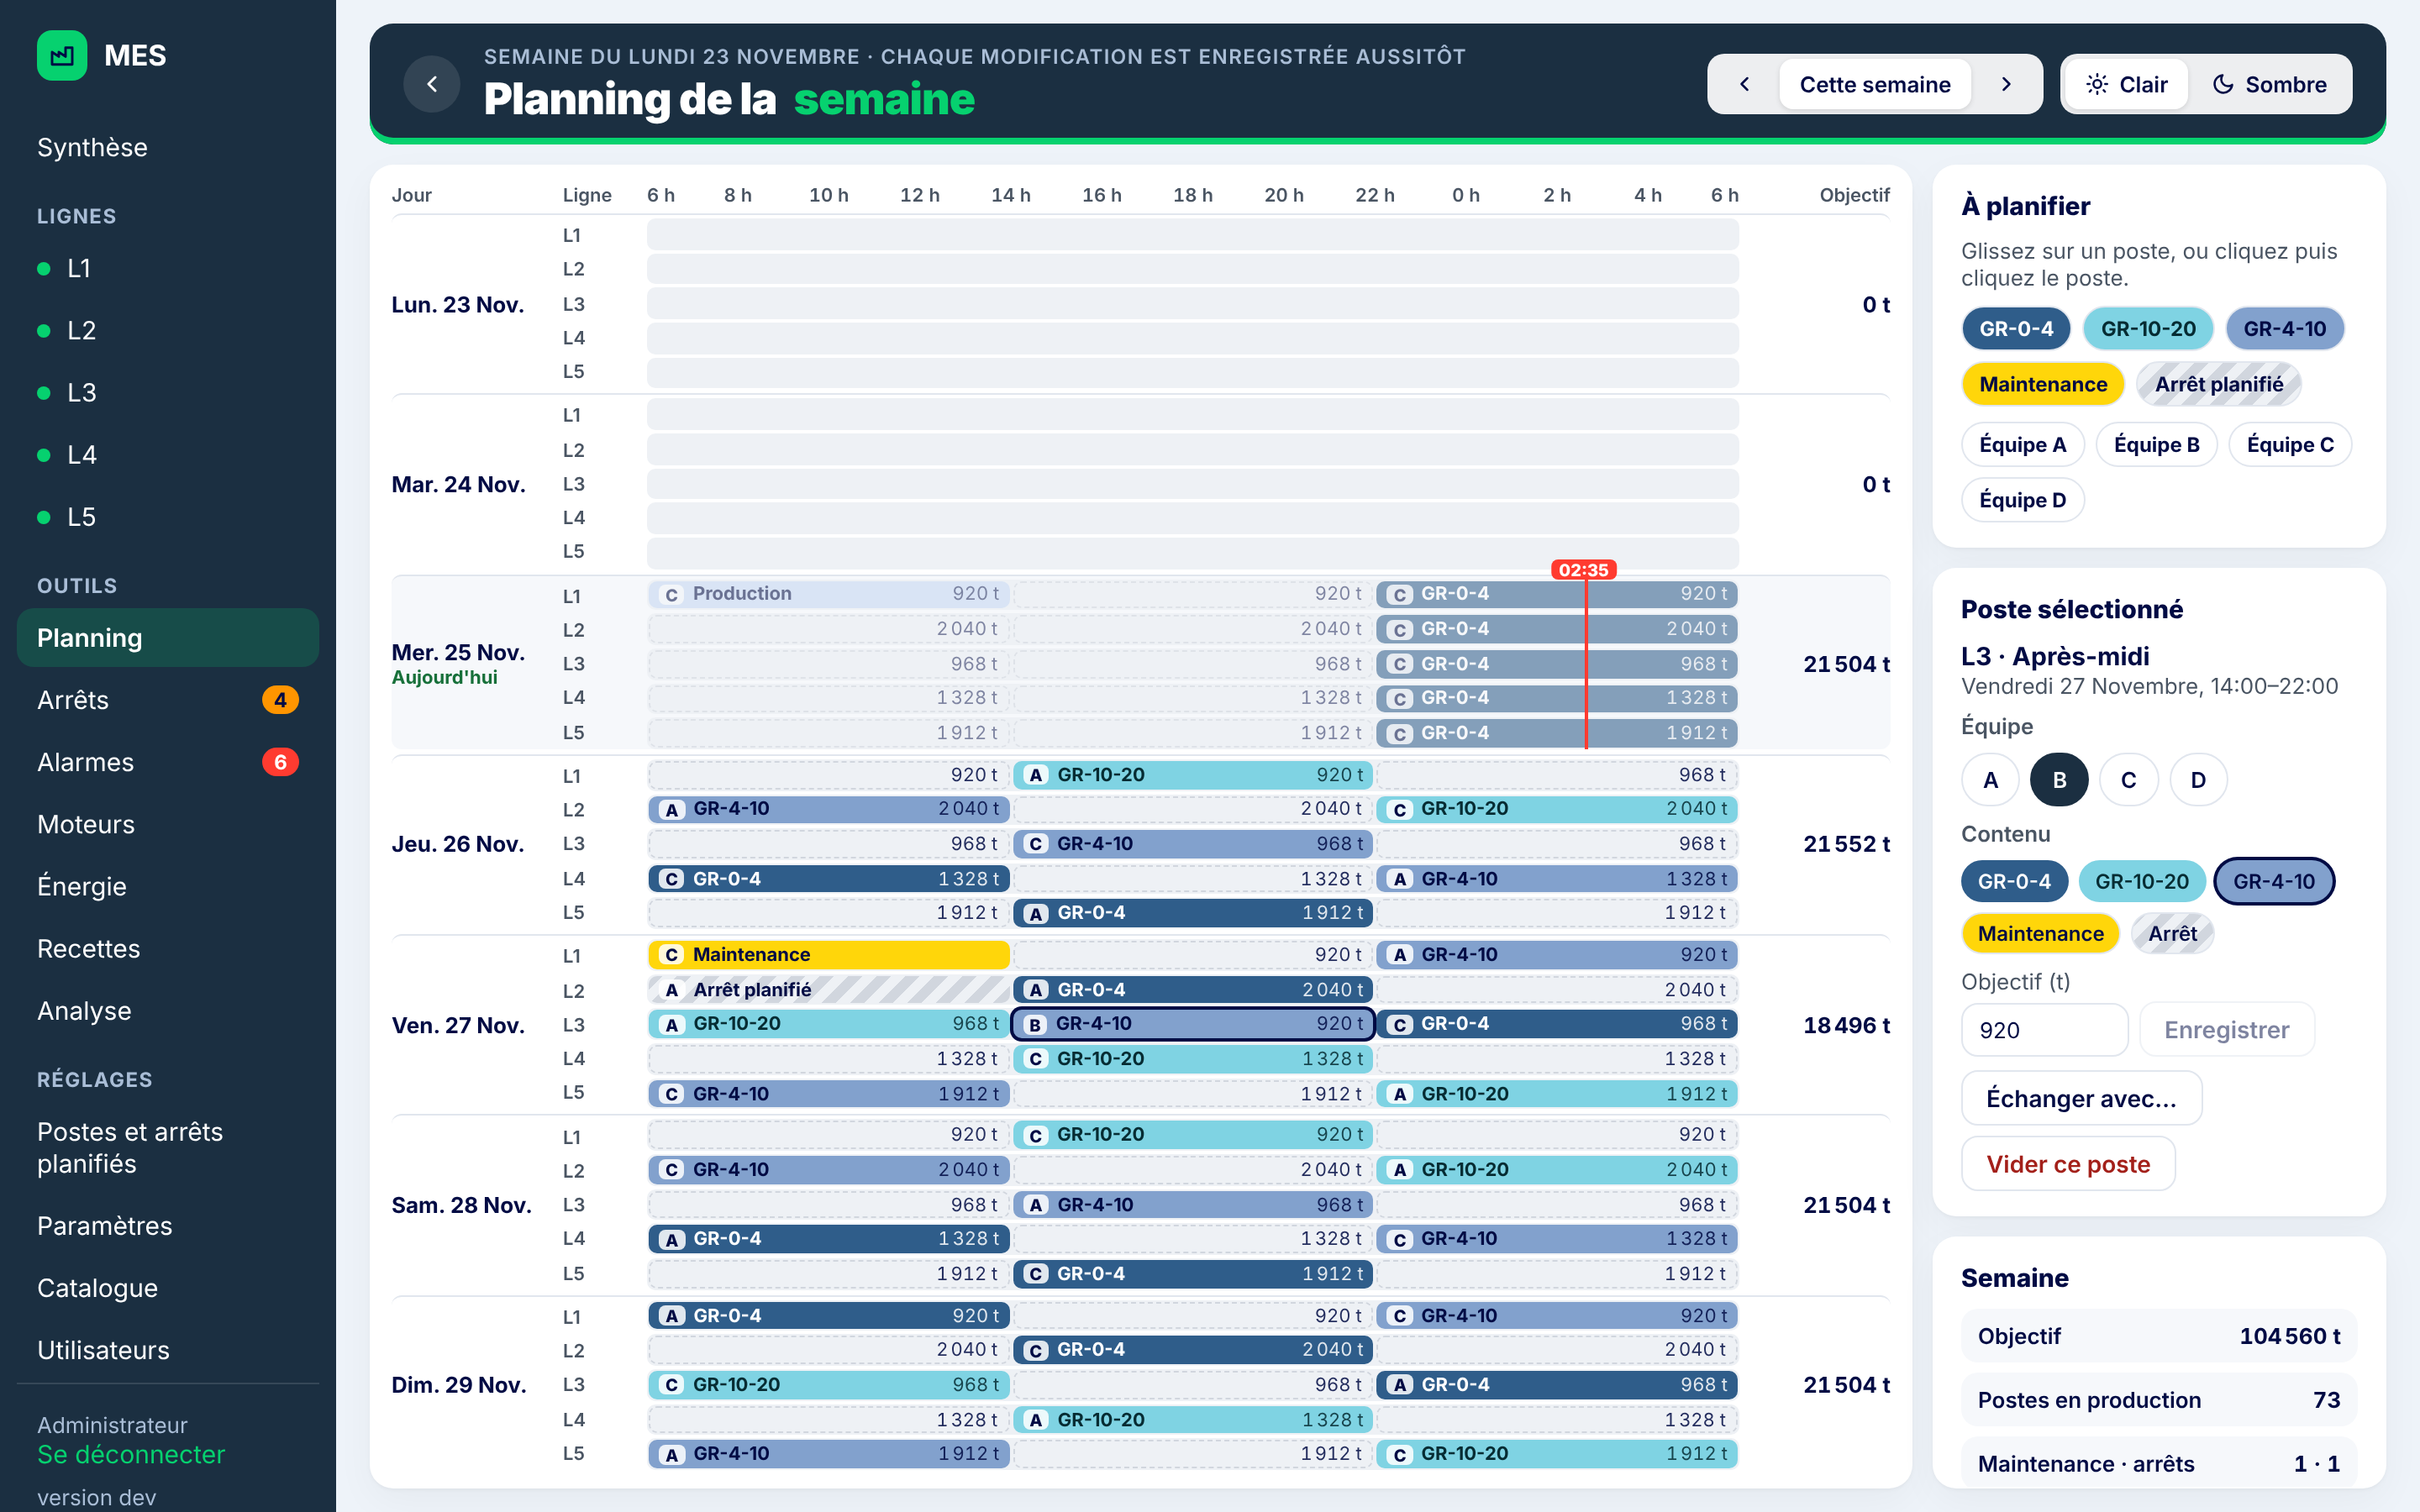 MES
Synthèse
LIGNES
L1
L2
L3
L4
L5
OUTILS
Planning
Arrêts 4
Alarmes 6
Moteurs
Énergie
Recettes
Analyse
RÉGLAGES
Postes et arrêts
planifiés
Paramètres
Catalogue
Utilisateurs
Administrateur
Se déconnecter
version dev
SEMAINE DU LUNDI 23 NOVEMBRE · CHAQUE MODIFICATION EST ENREGISTRÉE AUSSITÔT
Planning de la semaine
Cette semaine
Clair
Sombre
Jour Ligne 6 h 8 h 10 h 12 h 14 h 16 h 18 h 20 h 22 h 0 h 2 h 4 h 6 h Objectif
Lun. 23 Nov. 0 t
L1
L2
L3
L4
L5
Mar. 24 Nov. 0 t
L1
L2
L3
L4
L5
02:35
Mer. 25 Nov. 21 504 t
Aujourd'hui
L1 C Production 920 t 920 t C GR-0-4 920 t
L2 2 040 t 2 040 t C GR-0-4 2 040 t
L3 968 t 968 t C GR-0-4 968 t
L4 1 328 t 1 328 t C GR-0-4 1 328 t
L5 1 912 t 1 912 t C GR-0-4 1 912 t
Jeu. 26 Nov. 21 552 t
L1 920 t A GR-10-20 920 t 968 t
L2 A GR-4-10 2 040 t 2 040 t C GR-10-20 2 040 t
L3 968 t C GR-4-10 968 t 968 t
L4 C GR-0-4 1 328 t 1 328 t A GR-4-10 1 328 t
L5 1 912 t A GR-0-4 1 912 t 1 912 t
Ven. 27 Nov. 18 496 t
L1 C Maintenance 920 t A GR-4-10 920 t
L2 A Arrêt planifié A GR-0-4 2 040 t 2 040 t
L3 A GR-10-20 968 t B GR-4-10 920 t C GR-0-4 968 t
L4 1 328 t C GR-10-20 1 328 t 1 328 t
L5 C GR-4-10 1 912 t 1 912 t A GR-10-20 1 912 t
Sam. 28 Nov. 21 504 t
L1 920 t C GR-10-20 920 t 920 t
L2 C GR-4-10 2 040 t 2 040 t A GR-10-20 2 040 t
L3 968 t A GR-4-10 968 t 968 t
L4 A GR-0-4 1 328 t 1 328 t C GR-4-10 1 328 t
L5 1 912 t C GR-0-4 1 912 t 1 912 t
Dim. 29 Nov. 21 504 t
L1 A GR-0-4 920 t 920 t C GR-4-10 920 t
L2 2 040 t C GR-0-4 2 040 t 2 040 t
L3 C GR-10-20 968 t 968 t A GR-0-4 968 t
L4 1 328 t A GR-10-20 1 328 t 1 328 t
L5 A GR-4-10 1 912 t 1 912 t C GR-10-20 1 912 t
À planifier
Glissez sur un poste, ou cliquez puis
cliquez le poste.
GR-0-4 GR-10-20 GR-4-10
Maintenance Arrêt planifié
Équipe A Équipe B Équipe C
Équipe D
Poste sélectionné
L3 · Après-midi
Vendredi 27 Novembre, 14:00–22:00
Équipe
A B C D
Contenu
GR-0-4 GR-10-20 GR-4-10
Maintenance Arrêt
Objectif (t)
920 Enregistrer
Échanger avec…
Vider ce poste
Semaine
Objectif 104 560 t
Postes en production 73
Maintenance · arrêts 1 · 1